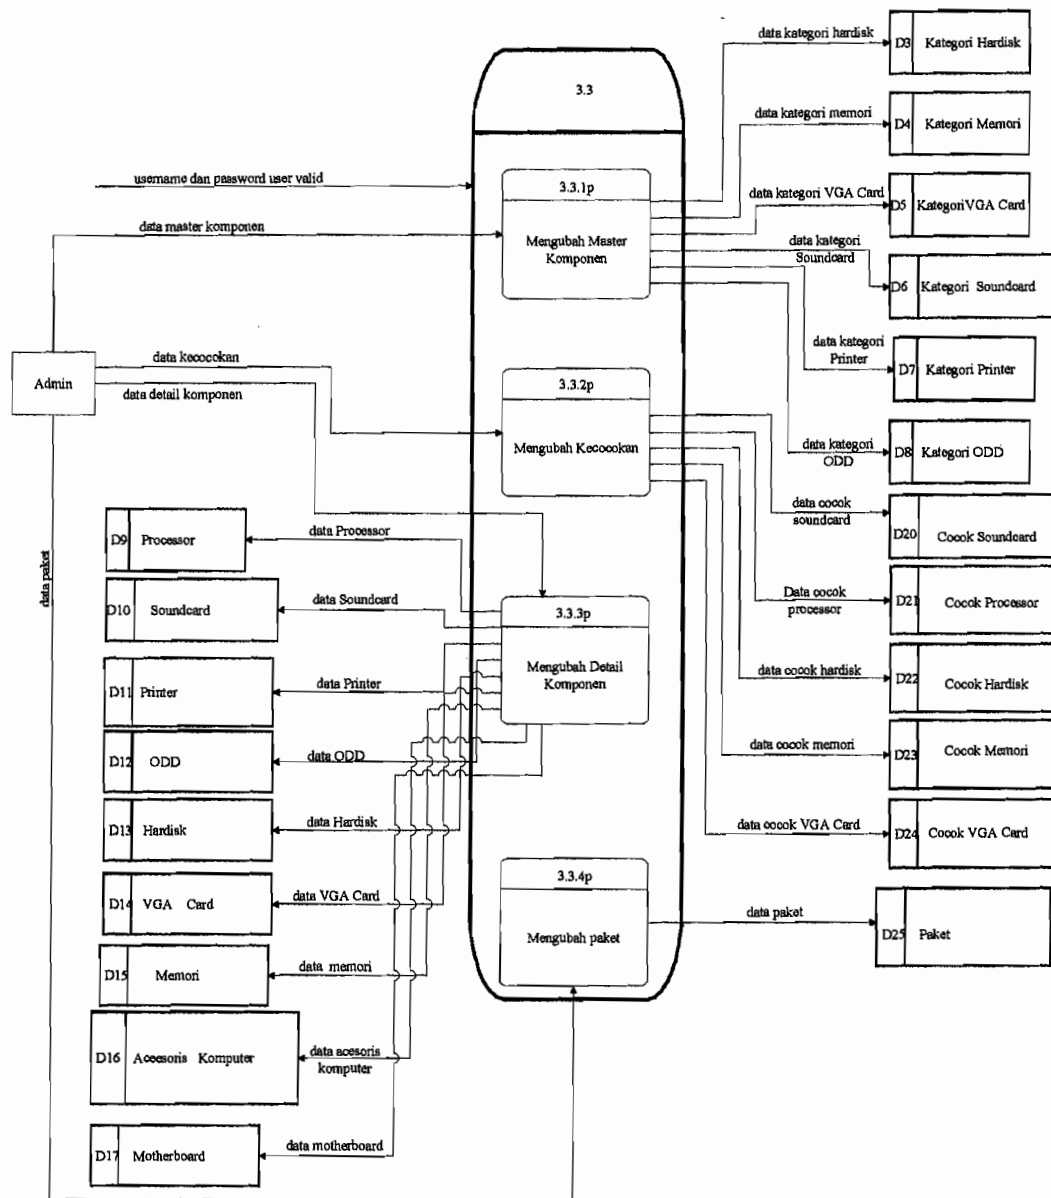 data kategori hardisk
D3 Kategori Hardisk
3.3
data kategori memori
D4 Kategori Memori
username dan password user valid
3.3.1p
data kategori VGA Card
D5 KategoriVGA Card
data master komponen
Mengubah Master
Komponen
data kategori
Soundcard
D6 Kategori Soundcard
data kategori
Printer
D7 Kategori Printer
Admin
data kecocokan
data detail komponen
3.3.2p
Mengubah Kecocokan
data kategori
ODD
D8 Kategori ODD
data cocok
soundcard
D20 Cocok Soundcard
D9 Processor
data Processor
data paket
D10 Soundcard
data Soundcard
3.3.3p
Mengubah Detail
Komponen
Data cocok
processor
D21 Cocok Processor
D11 Printer
data Printer
data cocok hardisk
D22 Cocok Hardisk
D12 ODD
data ODD
data cocok memori
D23 Cocok Memori
D13 Hardisk
data Hardisk
data cocok VGA Card
D24 Cocok VGA Card
D14 VGA Card
data VGA Card
3.3.4p
Mengubah paket
data paket
D25 Paket
D15 Memori
data memori
D16 Acesoris Komputer
data acesoris
komputer
D17 Motherboard
data motherboard